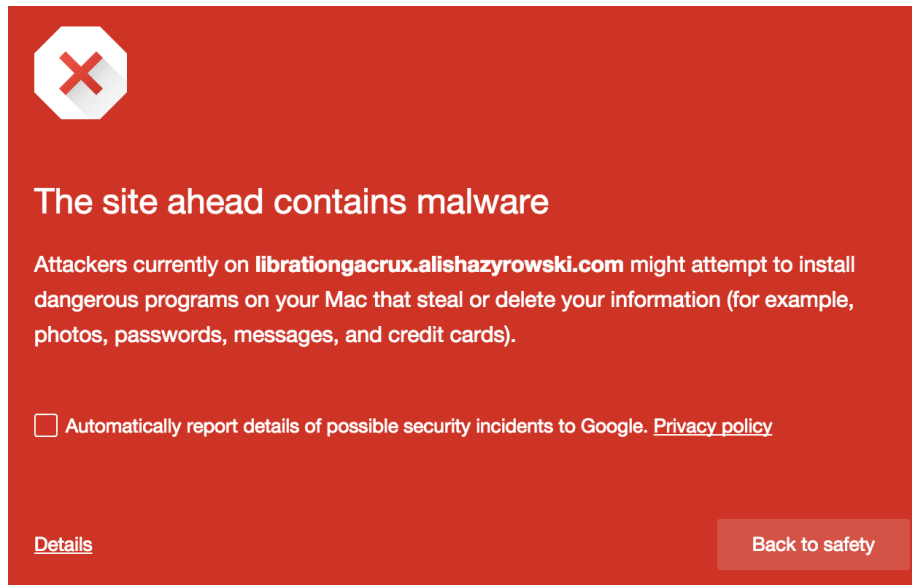 The site ahead contains malware
Attackers currently on librationgacrux.alishazyrowski.com might attempt to install
dangerous programs on your Mac that steal or delete your information (for example,
photos, passwords, messages, and credit cards).
Automatically report details of possible security incidents to Google. Privacy policy
Details
Back to safety